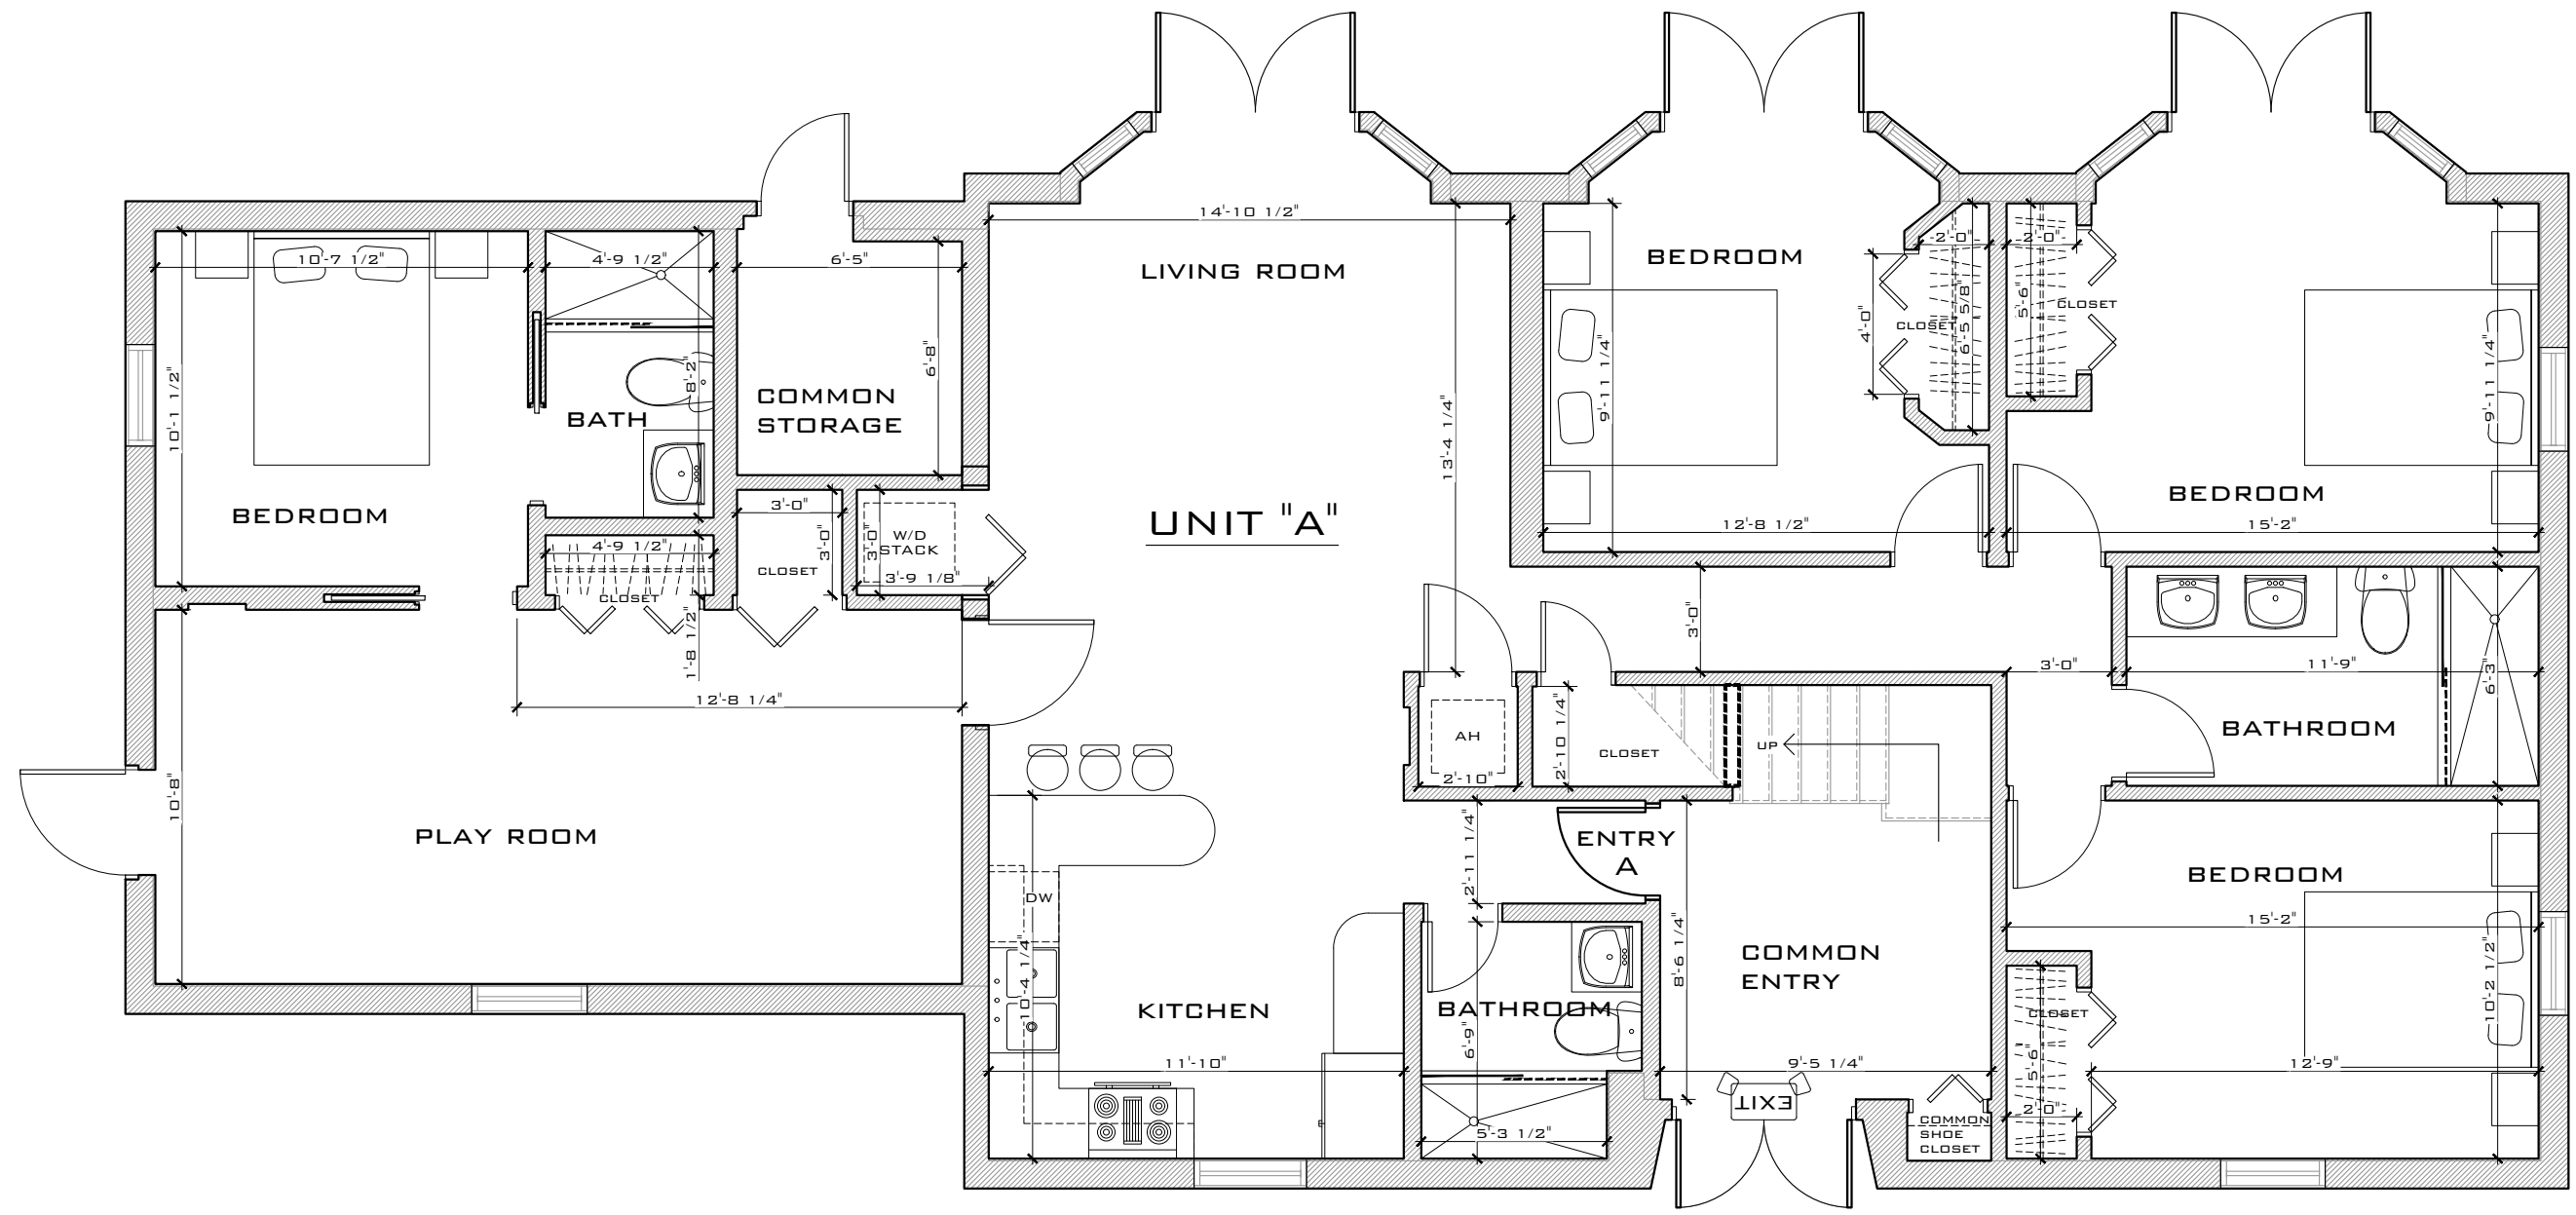 14'-10 1/2"
10'-7 1/2"
4'-9 1/2"
6'-5"
LIVING ROOM
BEDROOM
2'-0"
2'-0"
10'-1 1/2"
8'-2"
6'-8"
COMMON
STORAGE
BATH
13'-4 1/4"
9'-11 1/4"
4'-0"
CLOSET
6'-5 5/8"
5'-6"
CLOSET
9'-11 1/4"
BEDROOM
BEDROOM
UNIT "A"
12'-8 1/2"
15'-2"
3'-0"
3'-0"
3'-0"
W/D
STACK
3'-9 1/8"
4'-9 1/2"
CLOSET
CLOSET
1'-8 1/2"
12'-8 1/4"
3'-0"
3'-0"
11'-9"
6'-3"
BATHROOM
AH
2'-10"
2'-10 1/4"
CLOSET
UP
10'-8"
PLAY ROOM
DW
10'-4 1/4"
2'-11 1/4"
ENTRY
A
BEDROOM
15'-2"
8'-6 1/4"
COMMON
ENTRY
KITCHEN
BATHROOM
6'-9"
11'-10"
9'-5 1/4"
CLOSET
5'-6"
10'-2 1/2"
12'-9"
EXIT
5'-3 1/2"
COMMON
SHOE
CLOSET
2'-0"